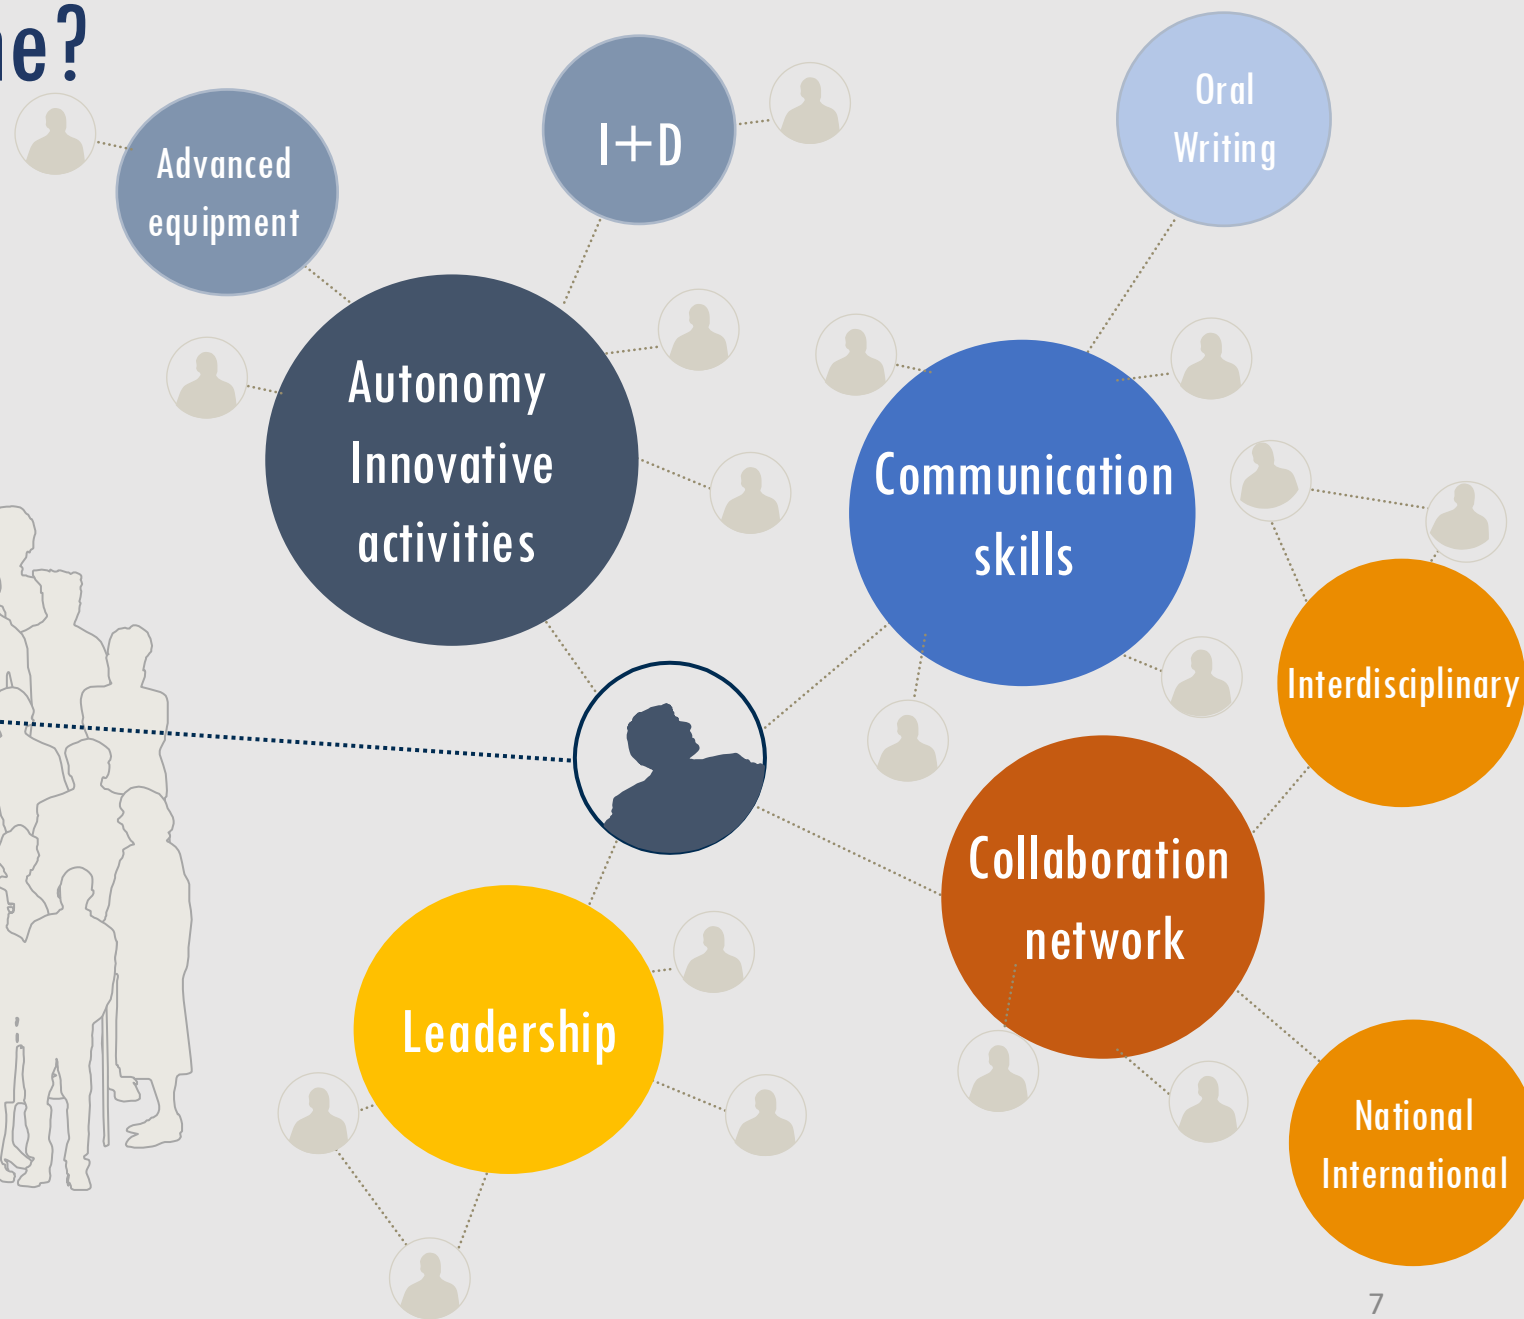 Advanced
equipment
I+D
Oral
Writing
Autonomy
Innovative
activities
Communication
skills
Interdisciplinary
Collaboration
network
Leadership
National
International
7